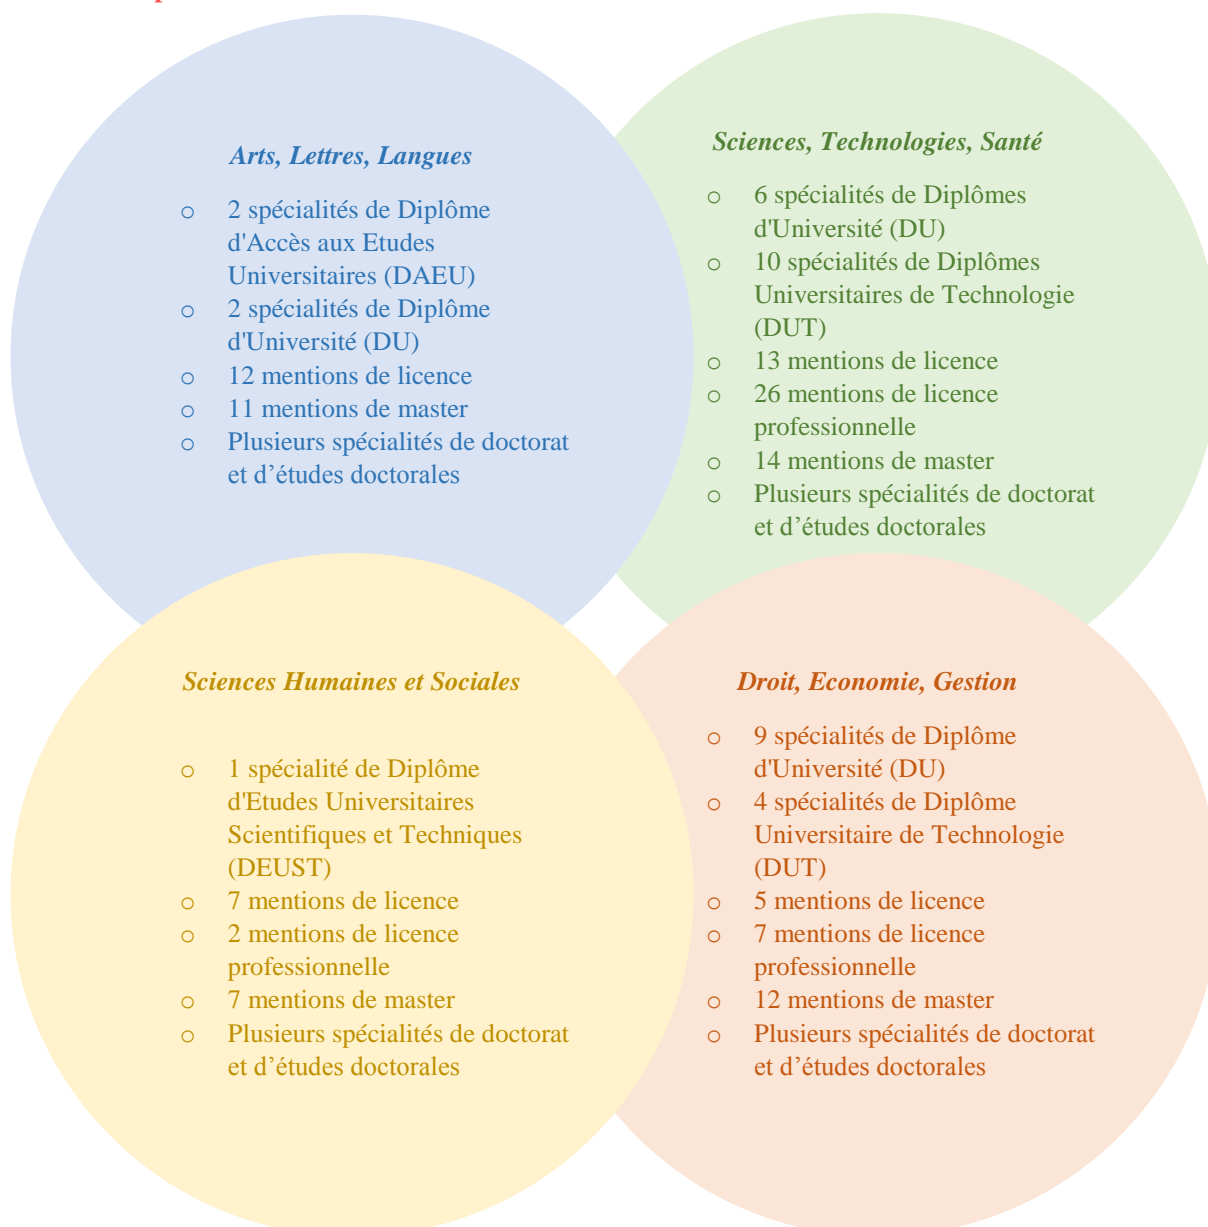 Arts, Lettres, Langues
o 2 spécialités de Diplôme
d'Accès aux Etudes
Universitaires (DAEU)
o 2 spécialités de Diplôme
d'Université (DU)
o 12 mentions de licence
o 11 mentions de master
o Plusieurs spécialités de doctorat
et d’études doctorales
Sciences, Technologies, Santé
o 6 spécialités de Diplômes
d'Université (DU)
o 10 spécialités de Diplômes
Universitaires de Technologie
(DUT)
o 13 mentions de licence
o 26 mentions de licence
professionnelle
o 14 mentions de master
o Plusieurs spécialités de doctorat
et d’études doctorales
Sciences Humaines et Sociales
o 1 spécialité de Diplôme
d'Etudes Universitaires
Scientifiques et Techniques
(DEUST)
o 7 mentions de licence
o 2 mentions de licence
professionnelle
o 7 mentions de master
o Plusieurs spécialités de doctorat
et d’études doctorales
Droit, Economie, Gestion
o 9 spécialités de Diplôme
d'Université (DU)
o 4 spécialités de Diplôme
Universitaire de Technologie
(DUT)
o 5 mentions de licence
o 7 mentions de licence
professionnelle
o 12 mentions de master
o Plusieurs spécialités de doctorat
et d’études doctorales